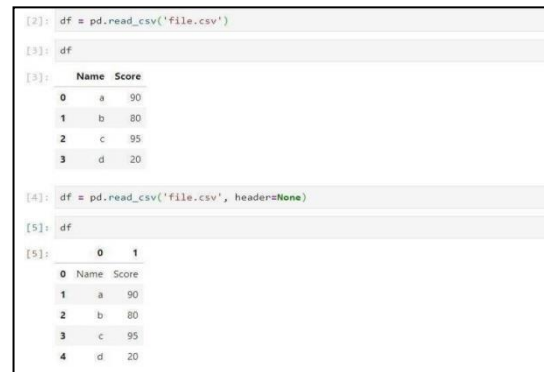 [2]: df = pd.read_csv('file.csv')
[3]: df
[3]: Name Score
0 a 90
1 b 80
2 c 95
3 d 20
[4]: df = pd.read_csv('file.csv', header=None)
[5]: df
[5]: 0 1
0 Name Score
1 a 90
2 b 80
3 c 95
4 d 20